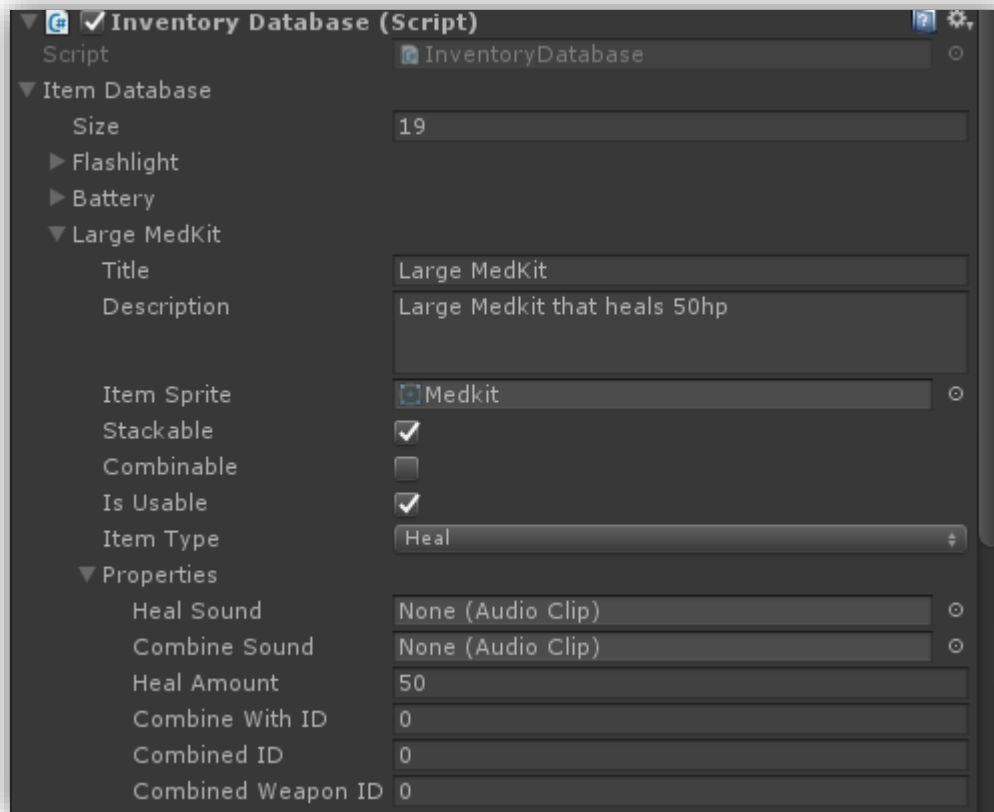 Inventory Database (Script)
Script InventoryDatabase
Item Database
Size 19
Flashlight
Battery
Large MedKit
Title Large MedKit
Description Large Medkit that heals 50hp
Item Sprite Medkit
Stackable
Combinable
Is Usable
Item Type Heal
Properties
Heal Sound None (Audio Clip)
Combine Sound None (Audio Clip)
Heal Amount 50
Combine With ID 0
Combined ID 0
Combined Weapon ID 0